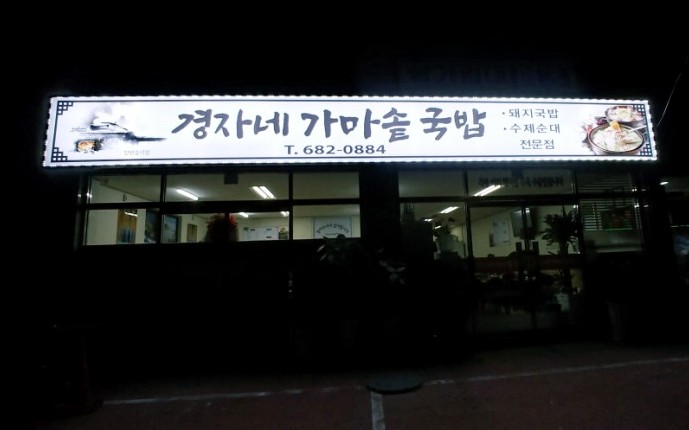 경자네 가마솥 국밥
T. 682-0884
· 돼지국밥
· 수제순대
전문점